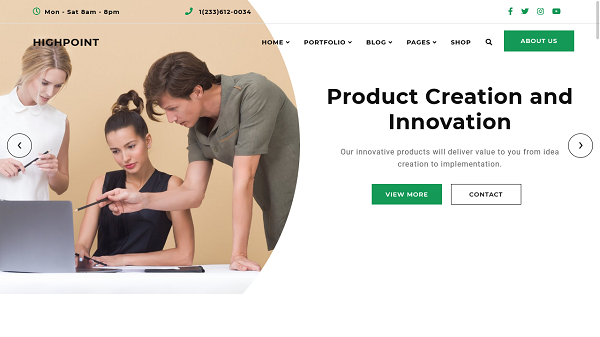 Mon - Sat 8am - 8pm
1(233)612-0034
HIGHPOINT
HOME PORTFOLIO BLOG PAGES SHOP
ABOUT US
Product Creation and
Innovation
Our innovative products will deliver value to you from idea
creation to implementation.
VIEW MORE
CONTACT